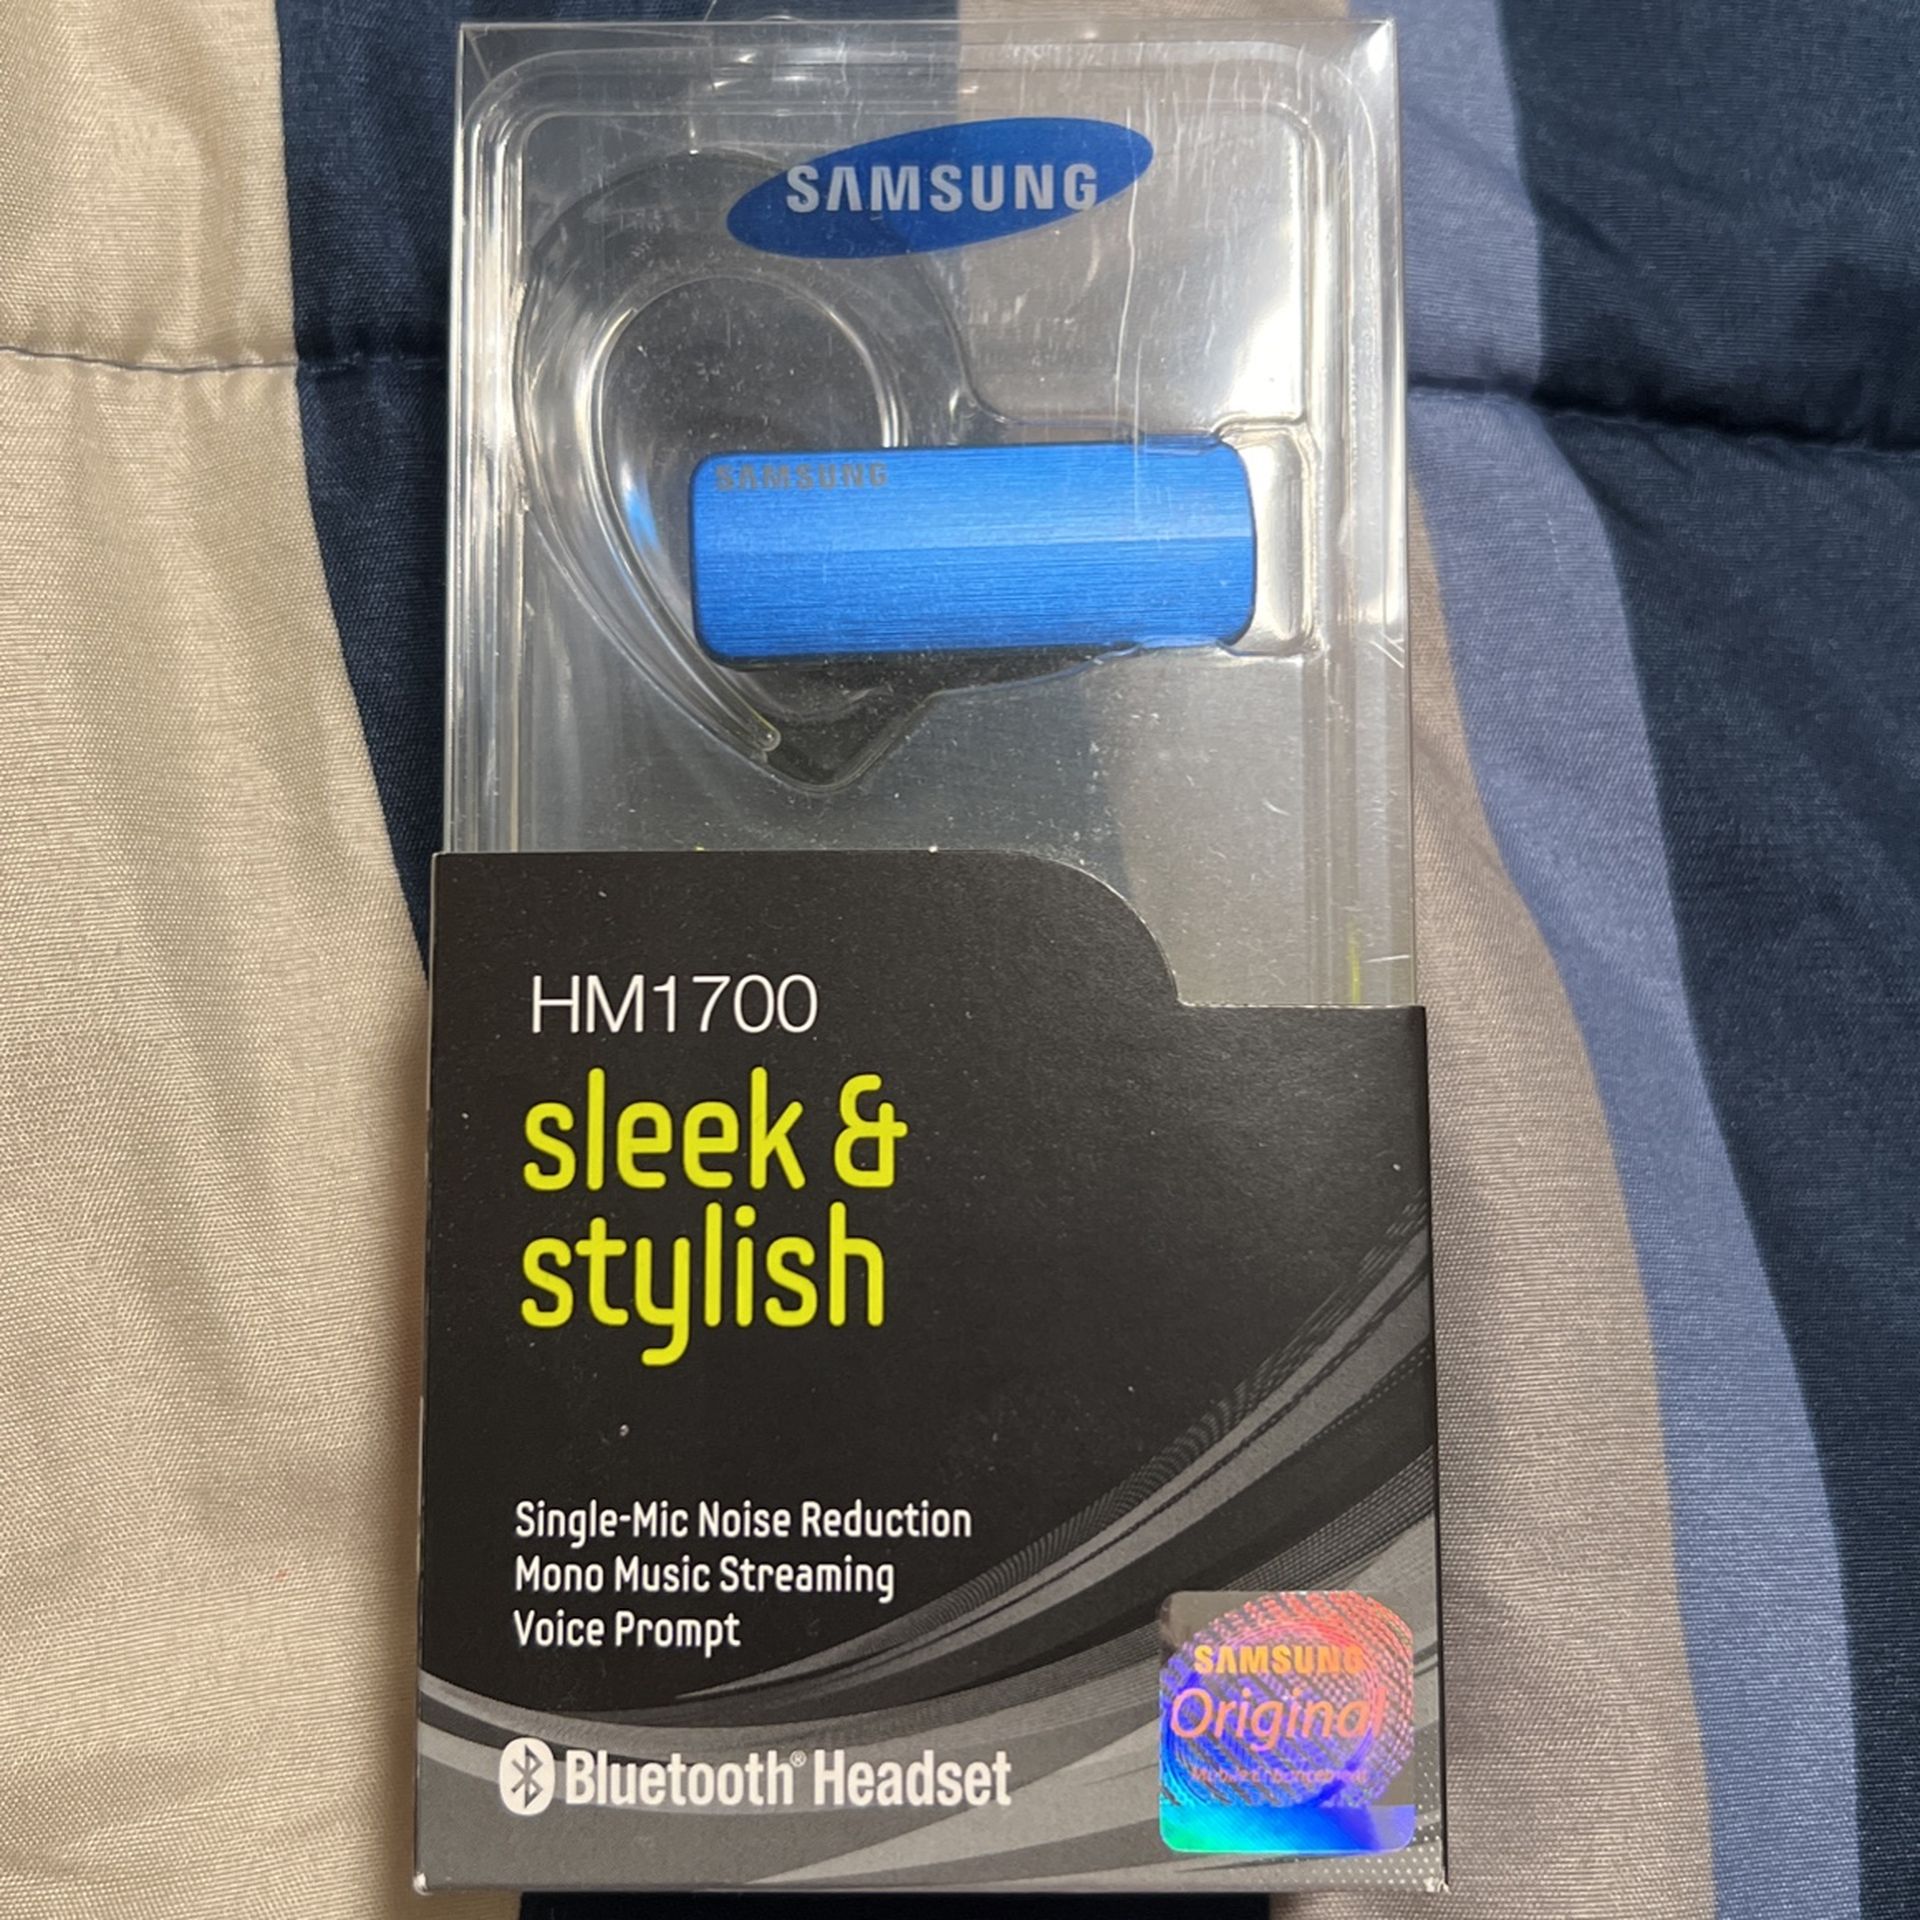 SAMSUNG
SAMSUNG
HM1700
sleek &
stylish
Single-Mic Noise Reduction
Mono Music Streaming
Voice Prompt
Bluetooth® Headset
SAMSUNG
Original